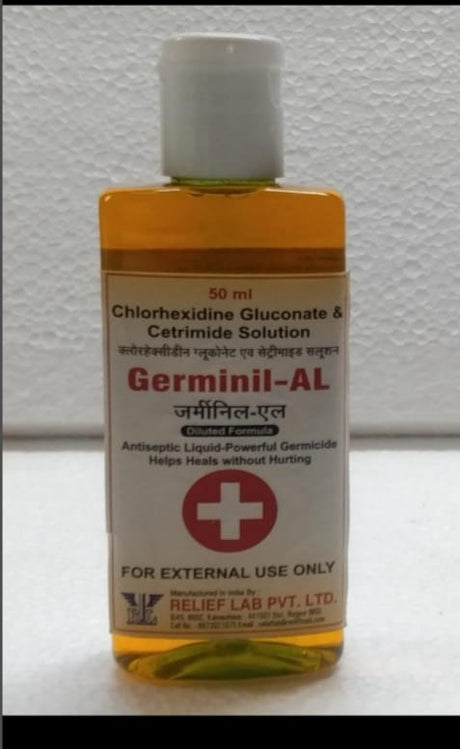 50 ml
Chlorhexidine Gluconate &
Cetrimide Solution
क्लोरहेक्सीडीन ग्लूकोनेट एव सेट्रीमाइड सलूशन
Germinil-AL
जर्मीनिल-एल
Diluted Formula
Antiseptic Liquid-Powerful Germicide
Helps Heals without Hurting
FOR EXTERNAL USE ONLY
Manufactured in India By :
RELIEF LAB PVT. LTD.